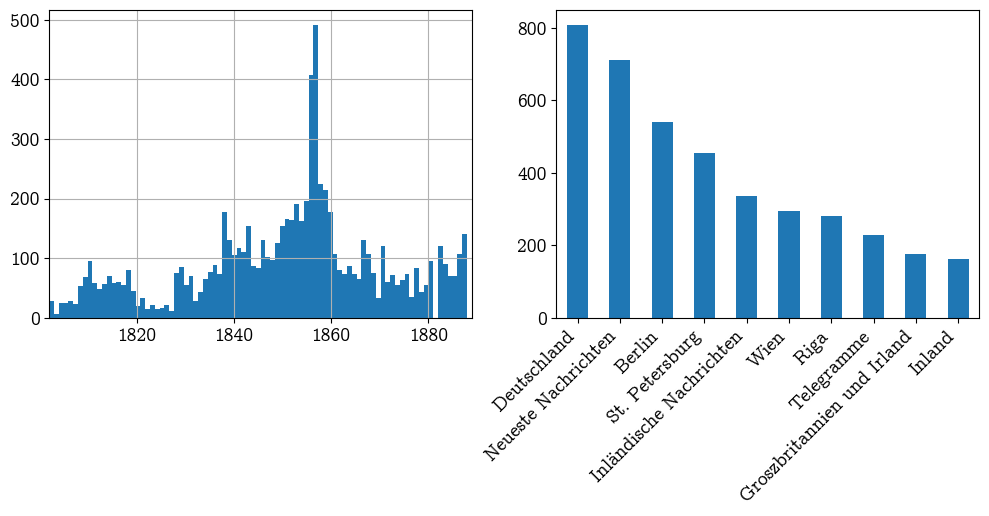 500
400
300
200
100
0
1820 1840 1860 1880
800
600
400
200
0
Deutschland
Neueste Nachrichten
Berlin
St. Petersburg
Inländische Nachrichten
Wien
Riga
Telegramme
Groszbritannien und Irland
Inland